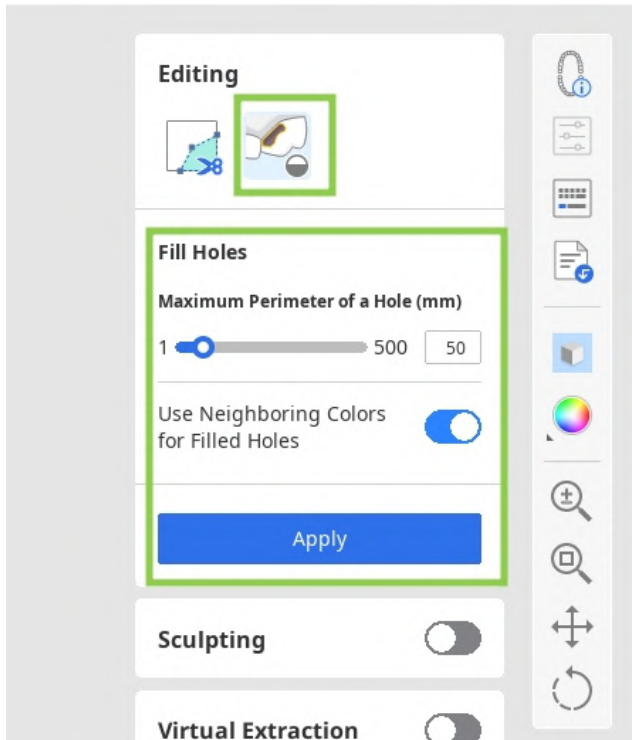 Editing
Fill Holes
Maximum Perimeter of a Hole (mm)
1 500 50
Use Neighboring Colors
for Filled Holes
Apply
Sculpting
Virtual Extraction